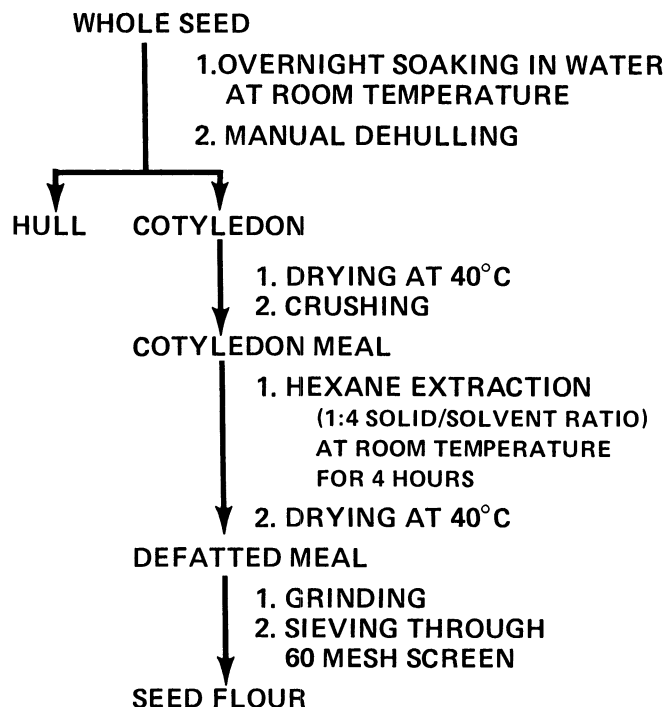 WHOLE SEED
1.OVERNIGHT SOAKING IN WATER
AT ROOM TEMPERATURE
2. MANUAL DEHULLING
HULL COTYLEDON
1. DRYING AT 40°C
2. CRUSHING
COTYLEDON MEAL
1. HEXANE EXTRACTION
(1:4 SOLID/SOLVENT RATIO)
AT ROOM TEMPERATURE
FOR 4 HOURS
2. DRYING AT 40°C
DEFATTED MEAL
1. GRINDING
2. SIEVING THROUGH
60 MESH SCREEN
SEED FLOUR